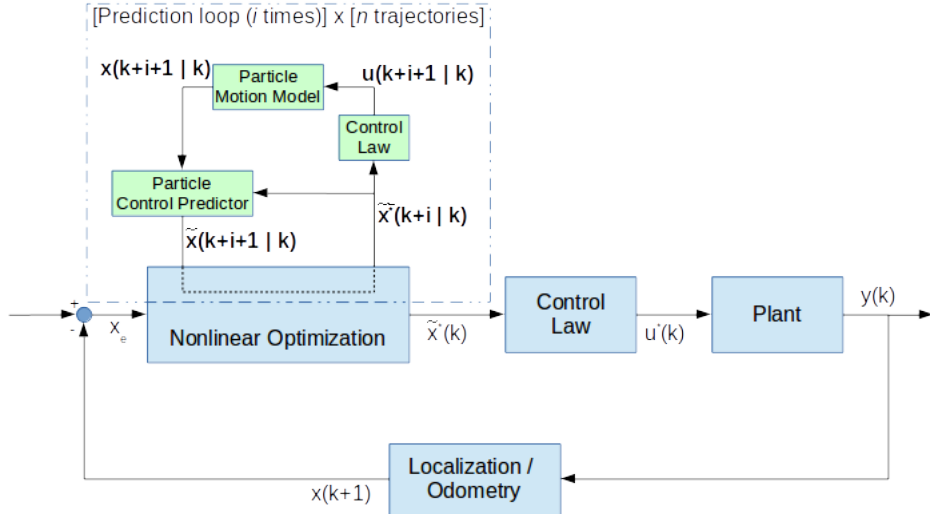 [Prediction loop (i times)] x [n trajectories]
x(k+i+1 | k)
Particle
Motion Model
u(k+i+1 | k)
Control
Law
Particle
Control Predictor
x̃(k+i+1 | k)
x̃*(k+i | k)
+
-
xₑ
Nonlinear Optimization
x̃*(k)
Control
Law
u*(k)
Plant
y(k)
Localization /
Odometry
x(k+1)